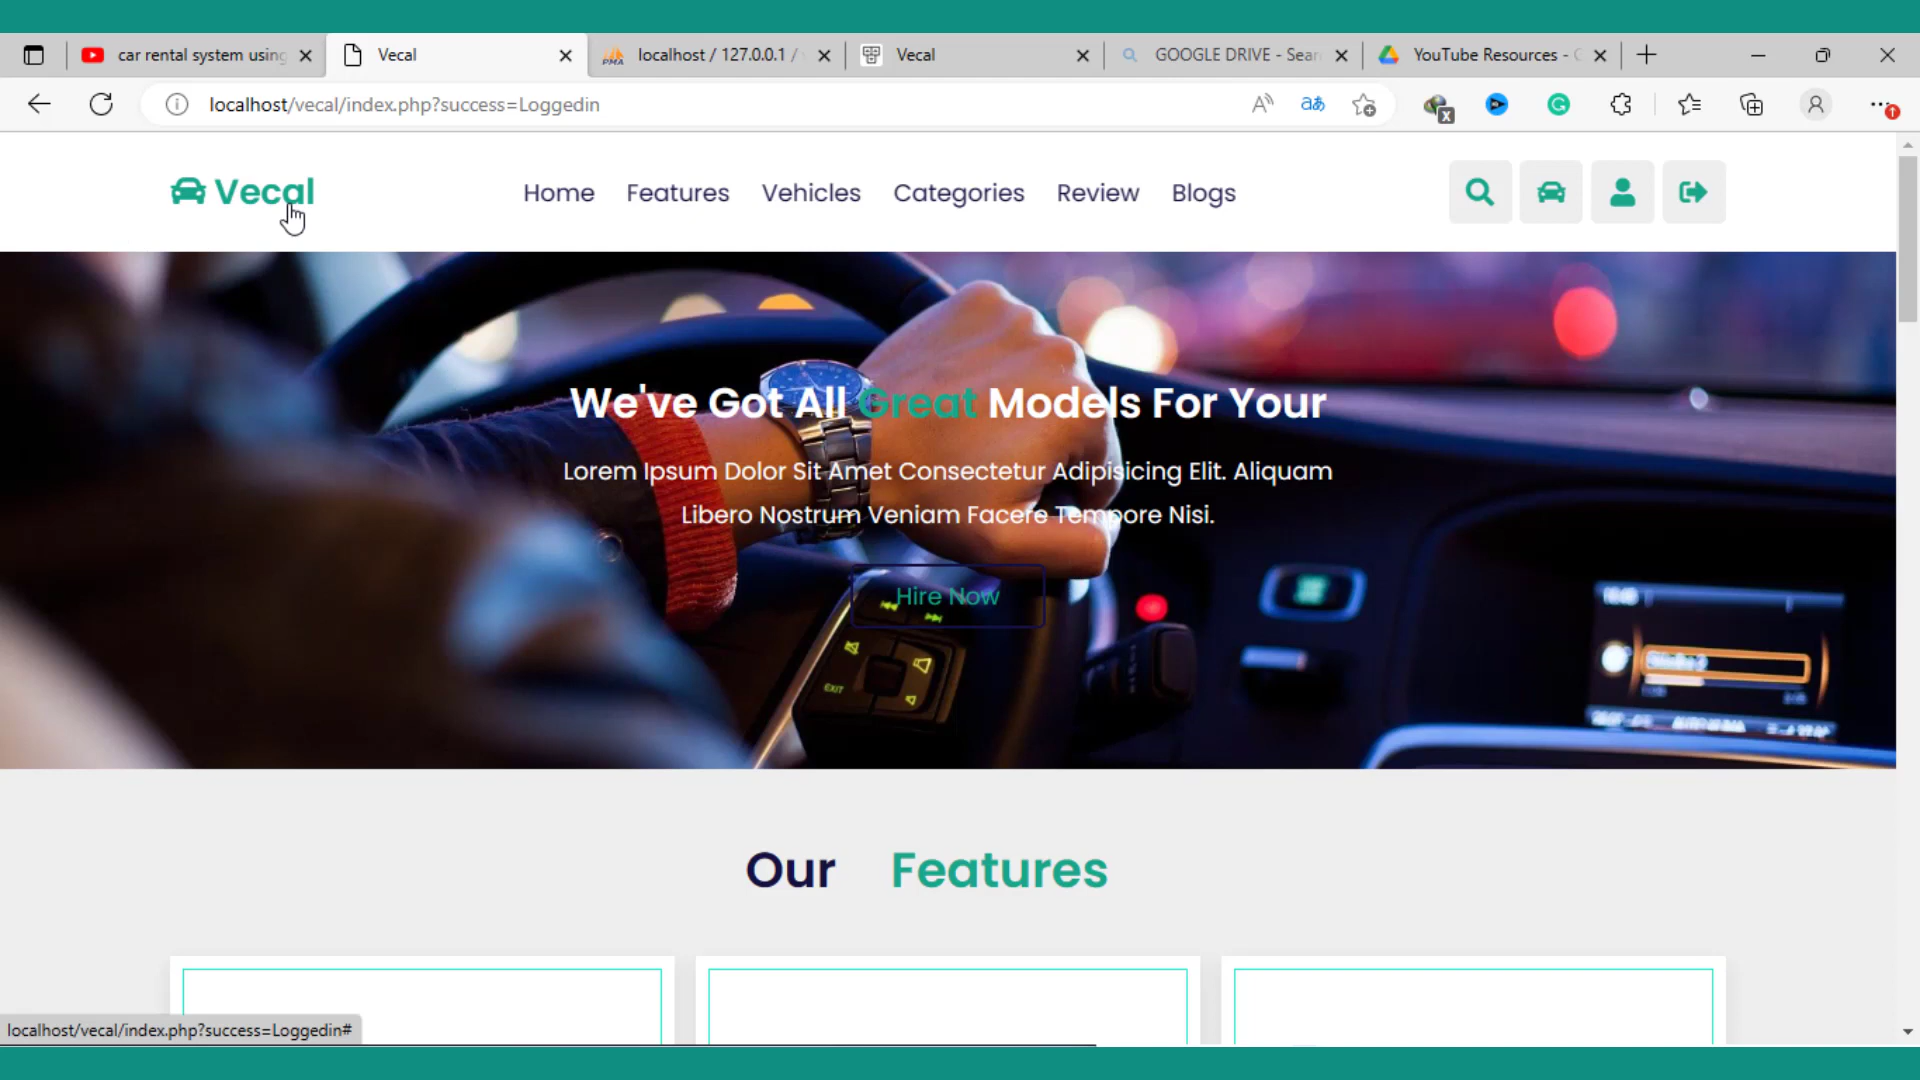 car rental system using
Vecal
localhost / 127.0.0.1 /
Vecal
GOOGLE DRIVE - Sear
YouTube Resources -
localhost/vecal/index.php?success=Loggedin
Vecal
Home
Features
Vehicles
Categories
Review
Blogs
We've Got All Great Models For Your
Lorem Ipsum Dolor Sit Amet Consectetur Adipisicing Elit. Aliquam
Libero Nostrum Veniam Facere Tempore Nisi.
Hire Now
EXIT
Our Features
localhost/vecal/index.php?success=Loggedin#